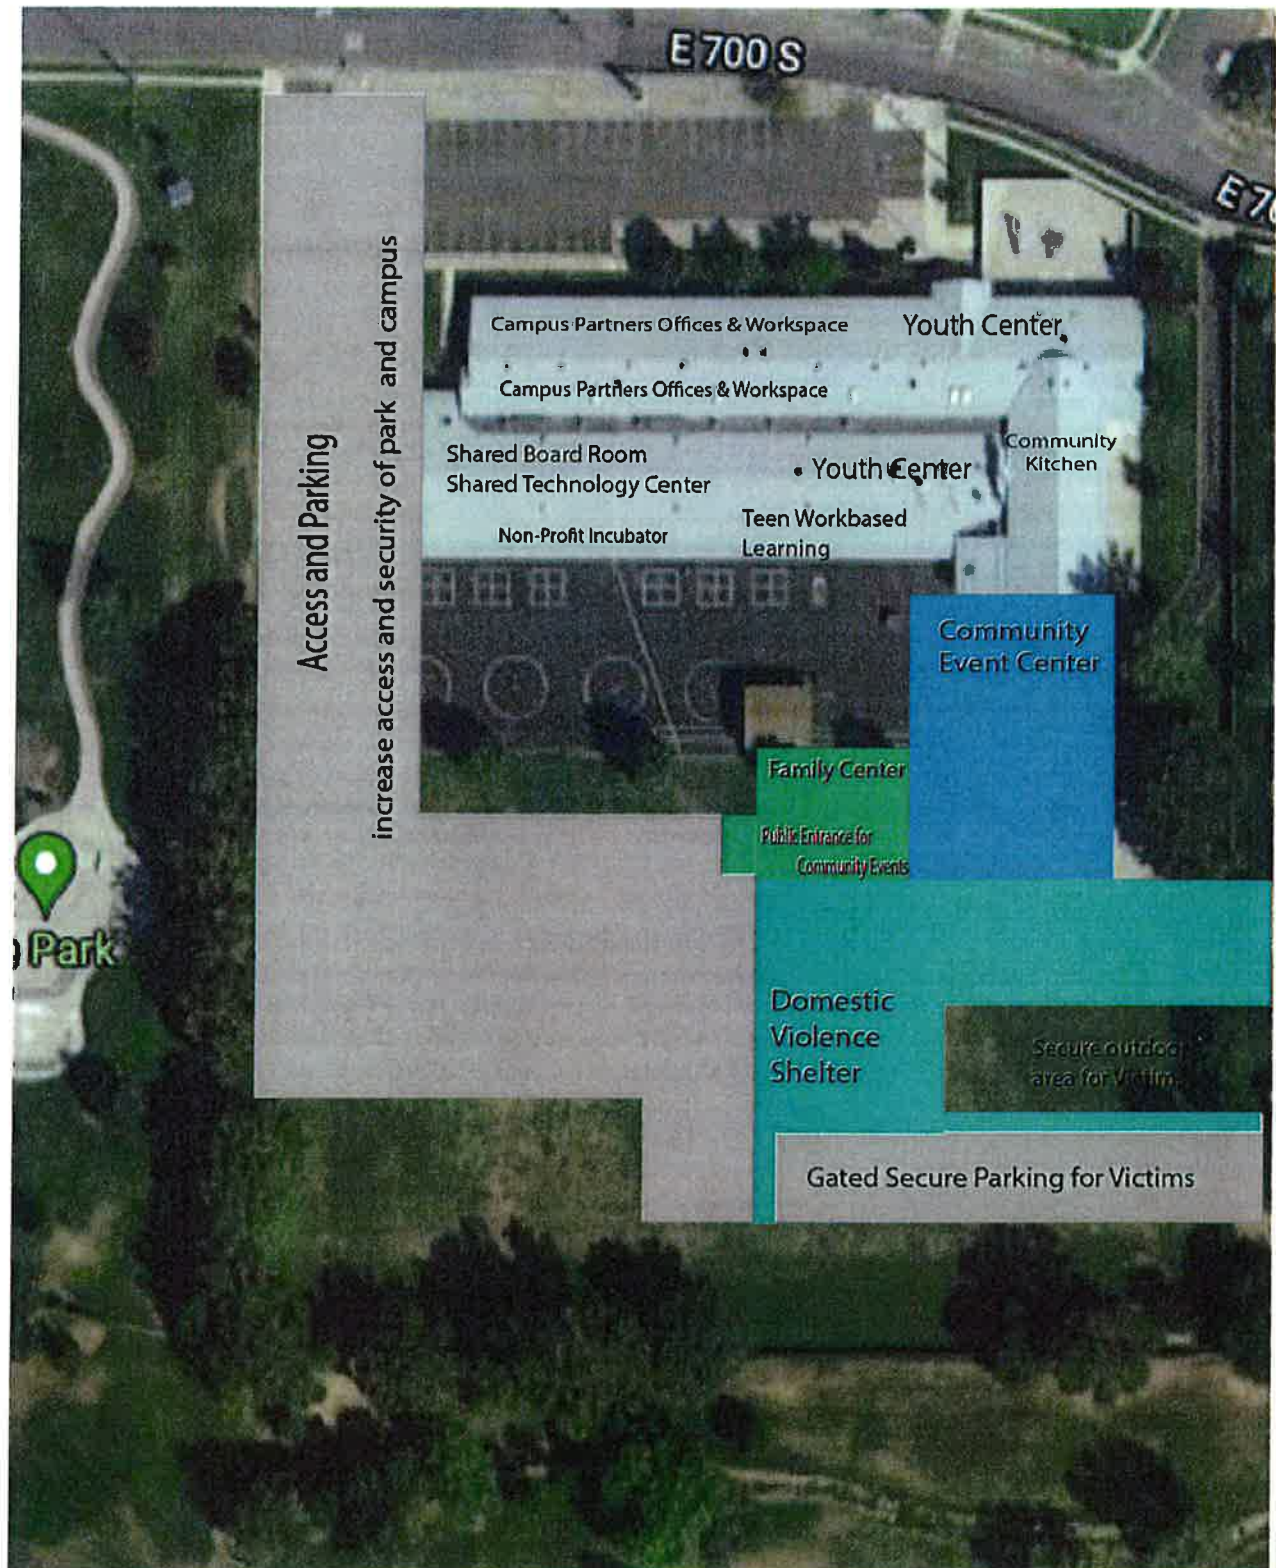 E 700 S
E 70
Campus Partners Offices & Workspace
Youth Center
Campus Partners Offices & Workspace
Shared Board Room
Shared Technology Center
Youth Center
Community
Kitchen
Non-Profit Incubator
Teen Workbased
Learning
Access and Parking
increase access and security of park and campus
Community
Event Center
Family Center
Public Entrance for
Community Events
Park
Domestic
Violence
Shelter
Secure outdoo
area for Victim
Gated Secure Parking for Victims